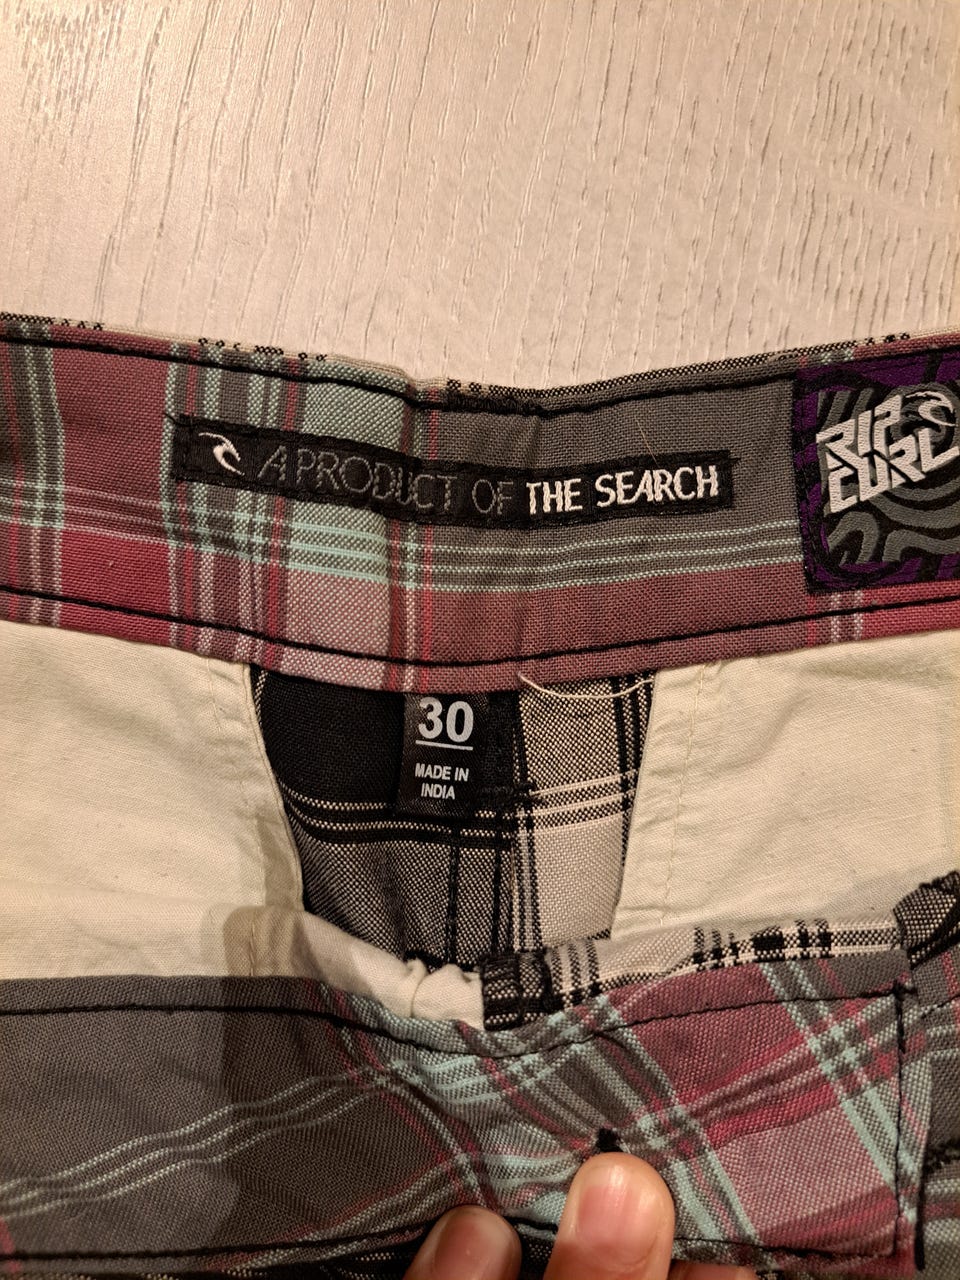 A PRODUCT OF THE SEARCH
RIP
CURL
30
MADE IN
INDIA